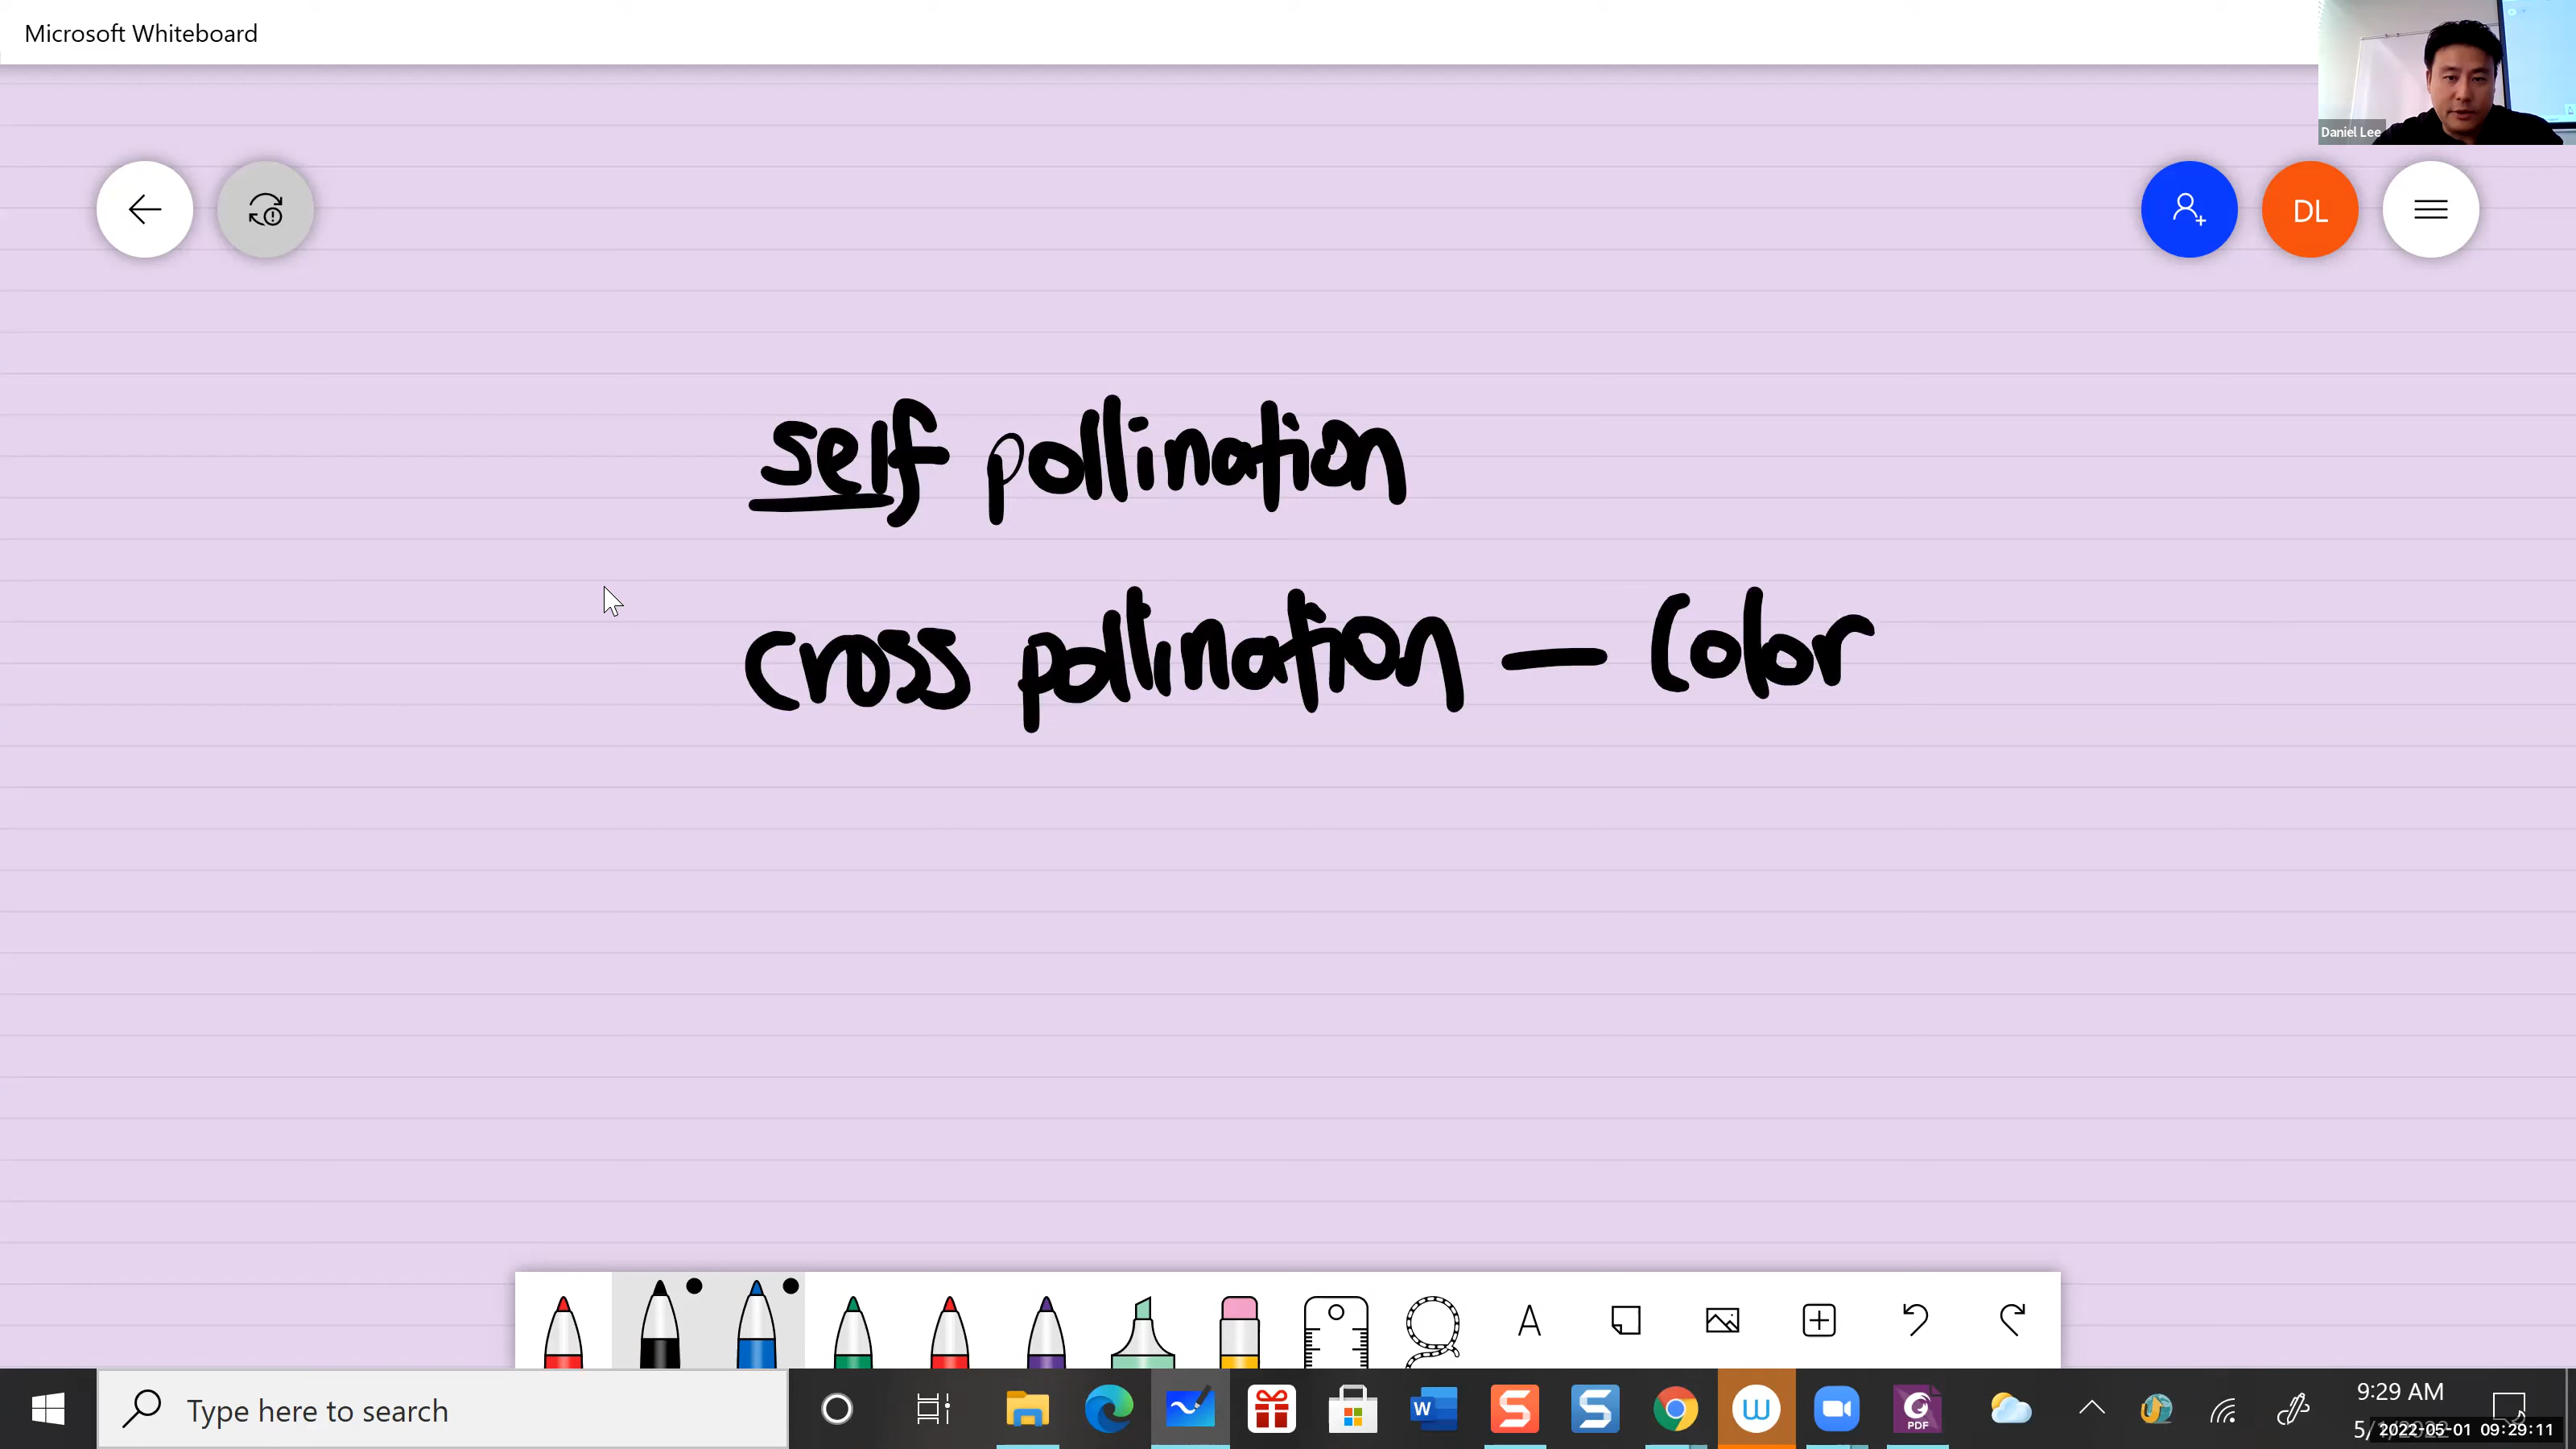 Microsoft Whiteboard
Daniel Lee
DL
self pollination
cross pollination — Color
A
Type here to search
W
S
S
PDF
9:29 AM
2022-05-01 09:29:11